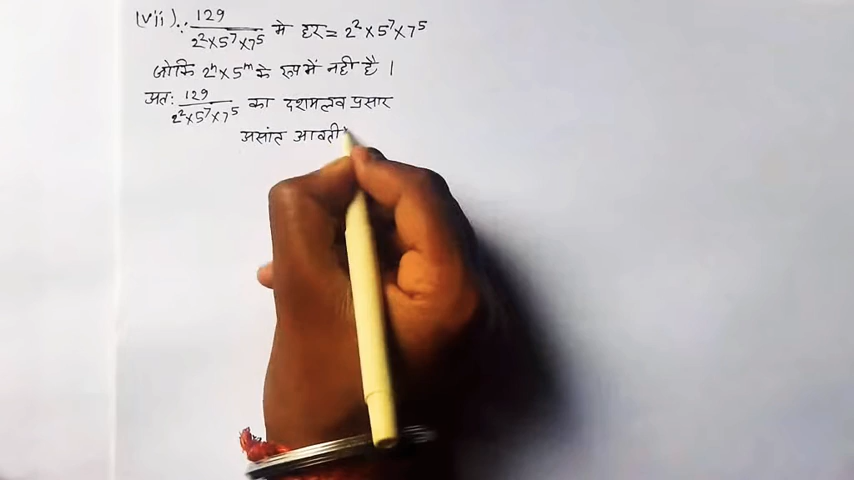 (vii) ∵ 129/2²×5⁷×7⁵ में हर = 2²×5⁷×7⁵
जोकि 2ⁿ×5ᵐ के रूप में नही है ।
अतः 129/2²×5⁷×7⁵ का दशमलव प्रसार
असांत आवर्ती